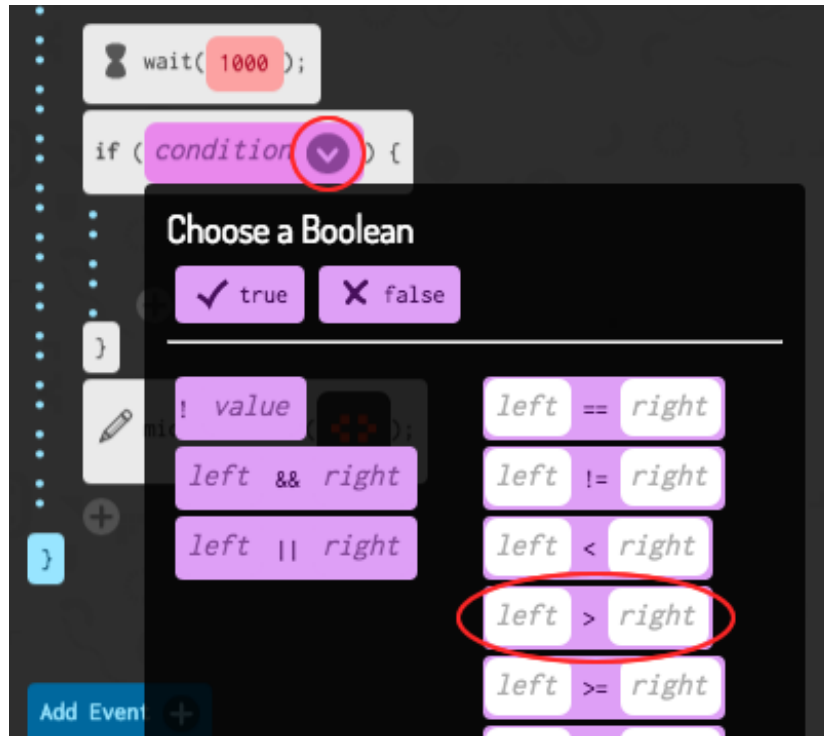 wait( 1000 );
if ( condition ) {
Choose a Boolean
true false
}
! value
left && right
left || right
left == right
left != right
left < right
left > right
left >= right
}
Add Event